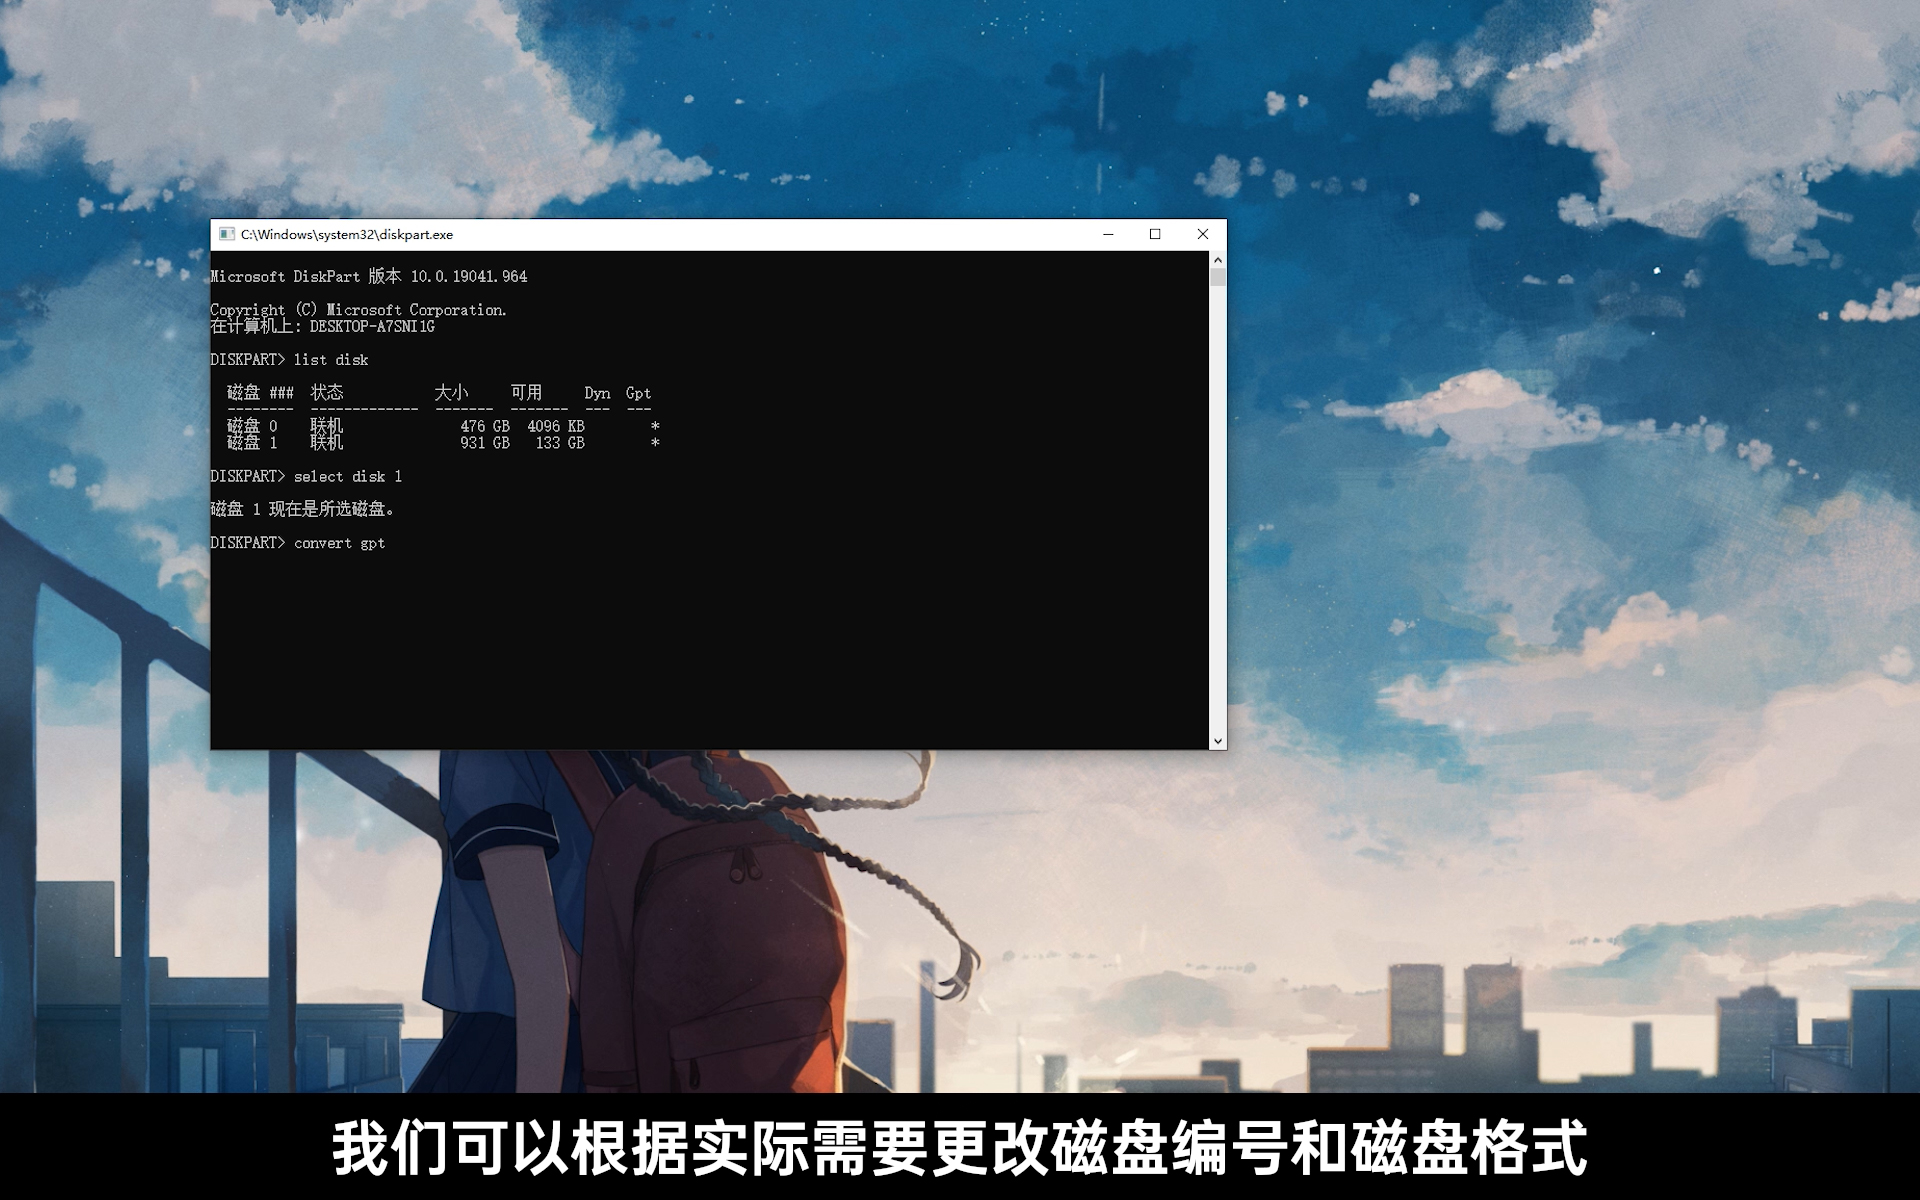 C:\Windows\system32\diskpart.exe
Microsoft DiskPart 版本 10.0.19041.964
Copyright (C) Microsoft Corporation.
在计算机上: DESKTOP-A7SNI1G
DISKPART> list disk
磁盘 ### 状态 大小 可用 Dyn Gpt
-------- ------------- ------- ------- --- ---
磁盘 0 联机 476 GB 4096 KB *
磁盘 1 联机 931 GB 133 GB *
DISKPART> select disk 1
磁盘 1 现在是所选磁盘。
DISKPART> convert gpt
我们可以根据实际需要更改磁盘编号和磁盘格式